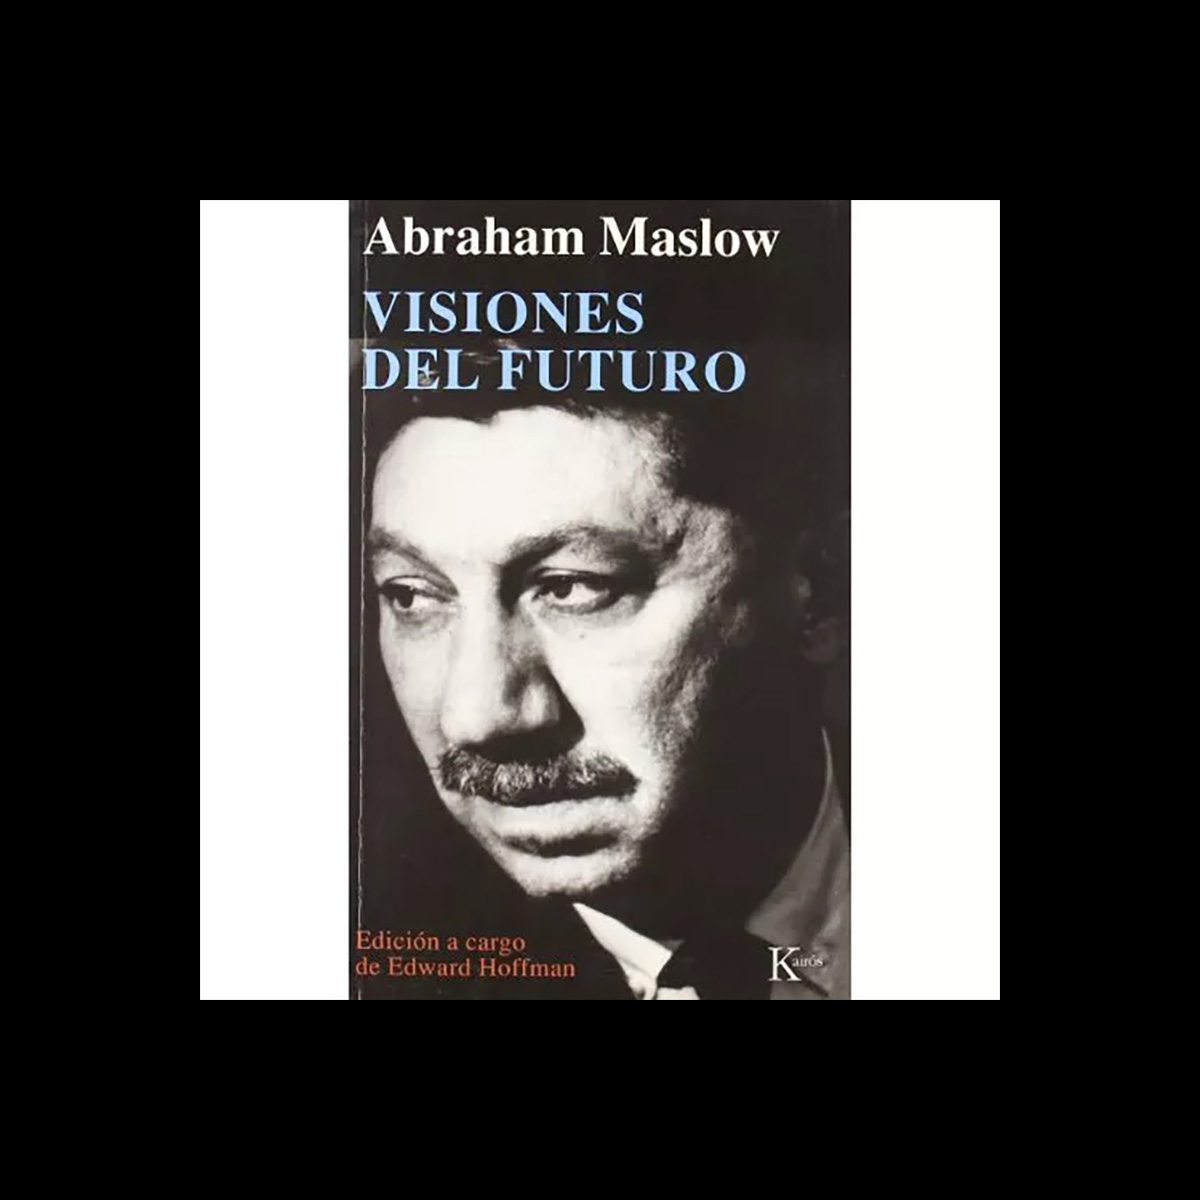 Abraham Maslow
VISIONES
DEL FUTURO
Edición a cargo
de Edward Hoffman
Kairós